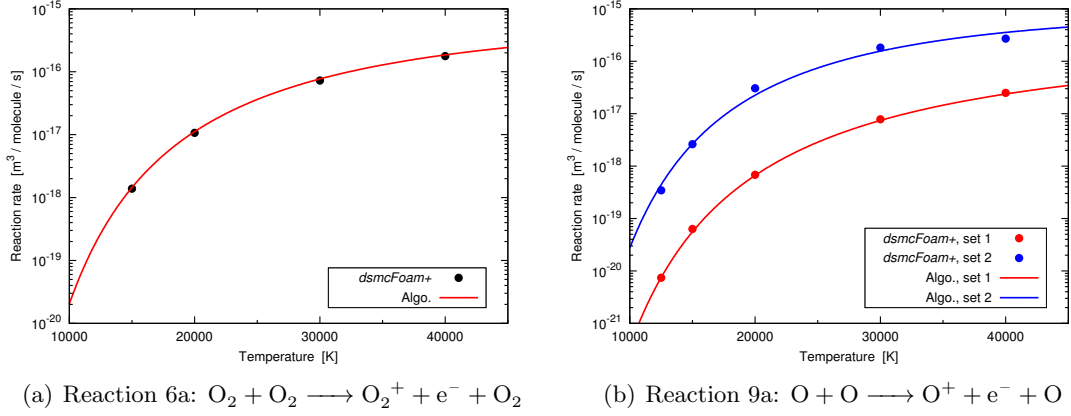 10⁻¹⁵
10⁻¹⁶
10⁻¹⁷
10⁻¹⁸
10⁻¹⁹
10⁻²⁰
Reaction rate [m³ / molecule / s]
10000 20000 30000 40000
Temperature [K]
dsmcFoam+
Algo.
(a) Reaction 6a: O₂ + O₂ ⟶ O₂⁺ + e⁻ + O₂
10⁻¹⁵
10⁻¹⁶
10⁻¹⁷
10⁻¹⁸
10⁻¹⁹
10⁻²⁰
10⁻²¹
Reaction rate [m³ / molecule / s]
10000 20000 30000 40000
Temperature [K]
dsmcFoam+, set 1
dsmcFoam+, set 2
Algo., set 1
Algo., set 2
(b) Reaction 9a: O + O ⟶ O⁺ + e⁻ + O